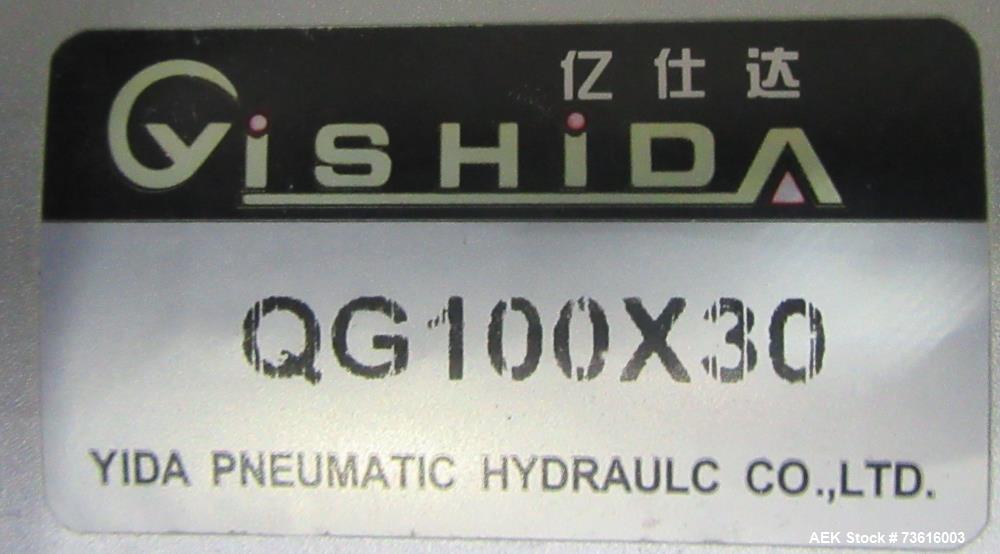 亿仕达
YiSHiDA
QG100X30
YIDA PNEUMATIC HYDRAULC CO.,LTD.
AEK Stock # 73616003